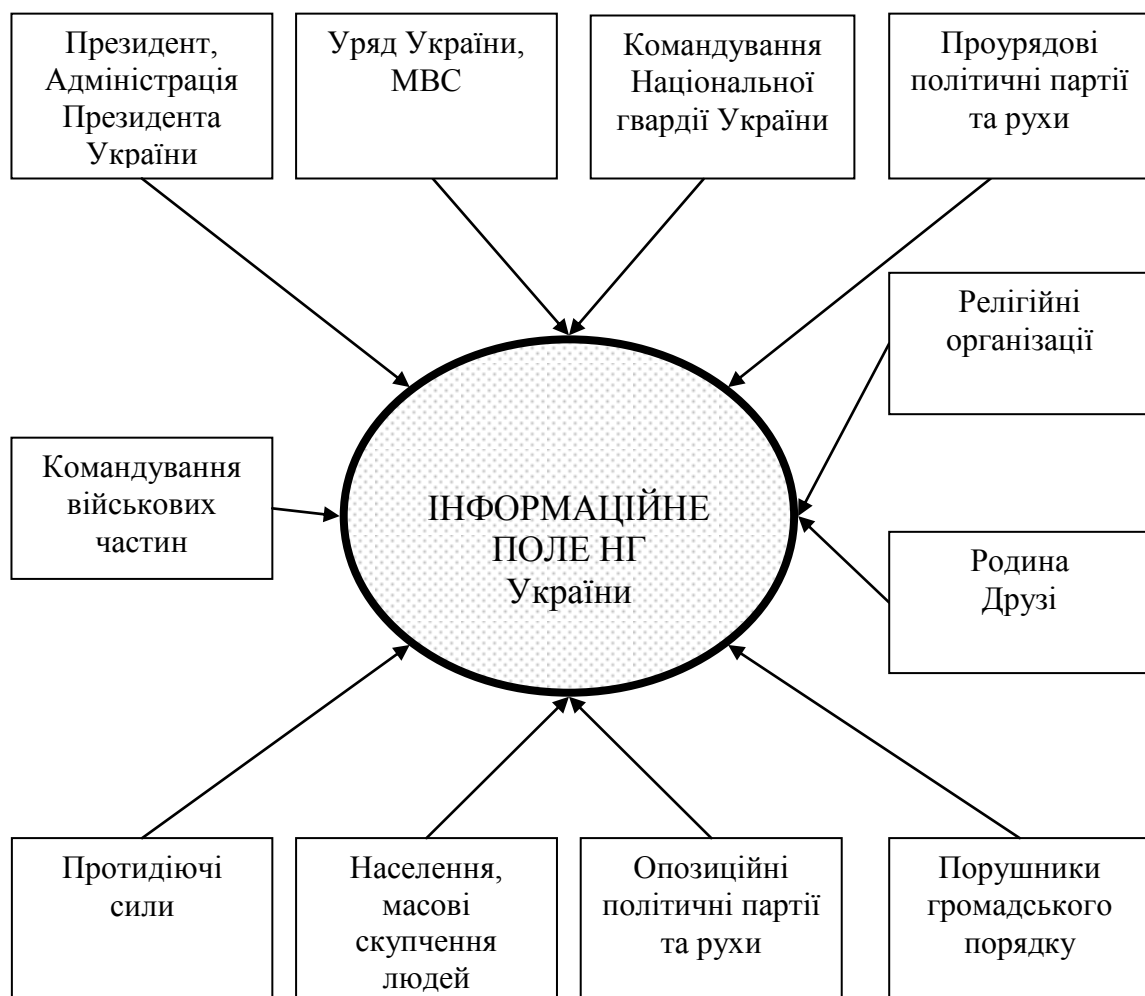 Президент,
Адміністрація
Президента
України
Уряд України,
МВС
Командування
Національної
гвардії України
Проурядові
політичні партії
та рухи
Релігійні
організації
Командування
військових
частин
ІНФОРМАЦІЙНЕ
ПОЛЕ НГ
України
Родина
Друзі
Протидіючі
сили
Населення,
масові
скупчення
людей
Опозиційні
політичні партії
та рухи
Порушники
громадського
порядку